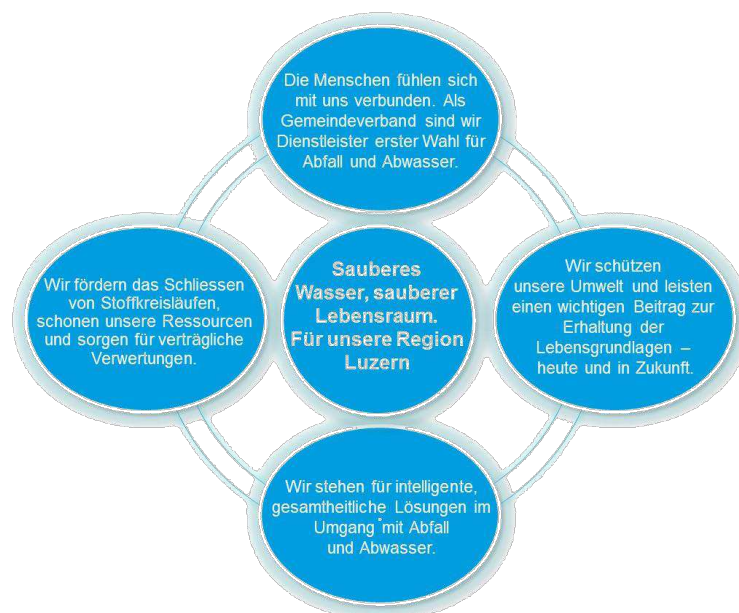 Die Menschen fühlen sich
mit uns verbunden. Als
Gemeindeverband sind wir
Dienstleister erster Wahl für
Abfall und Abwasser.
Wir fördern das Schliessen
von Stoffkreisläufen,
schonen unsere Ressourcen
und sorgen für verträgliche
Verwertungen.
Sauberes
Wasser, sauberer
Lebensraum.
Für unsere Region
Luzern
Wir schützen
unsere Umwelt und leisten
einen wichtigen Beitrag zur
Erhaltung der
Lebensgrundlagen –
heute und in Zukunft.
Wir stehen für intelligente,
gesamtheitliche Lösungen im
Umgang mit Abfall
und Abwasser.